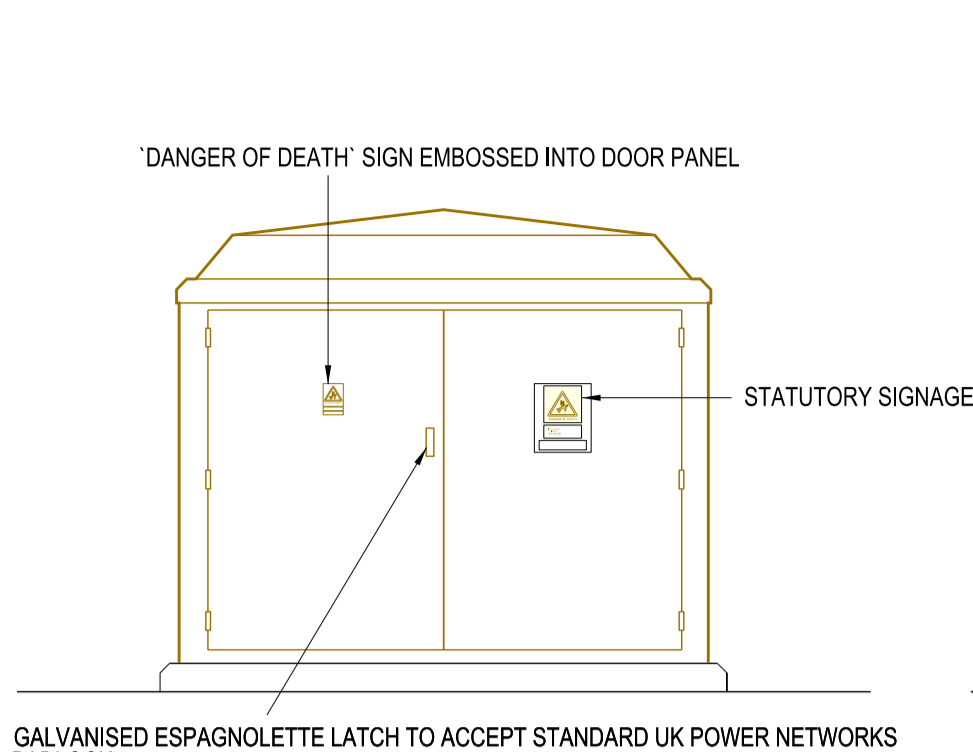 `DANGER OF DEATH` SIGN EMBOSSED INTO DOOR PANEL
STATUTORY SIGNAGE
GALVANISED ESPAGNOLETTE LATCH TO ACCEPT STANDARD UK POWER NETWORKS